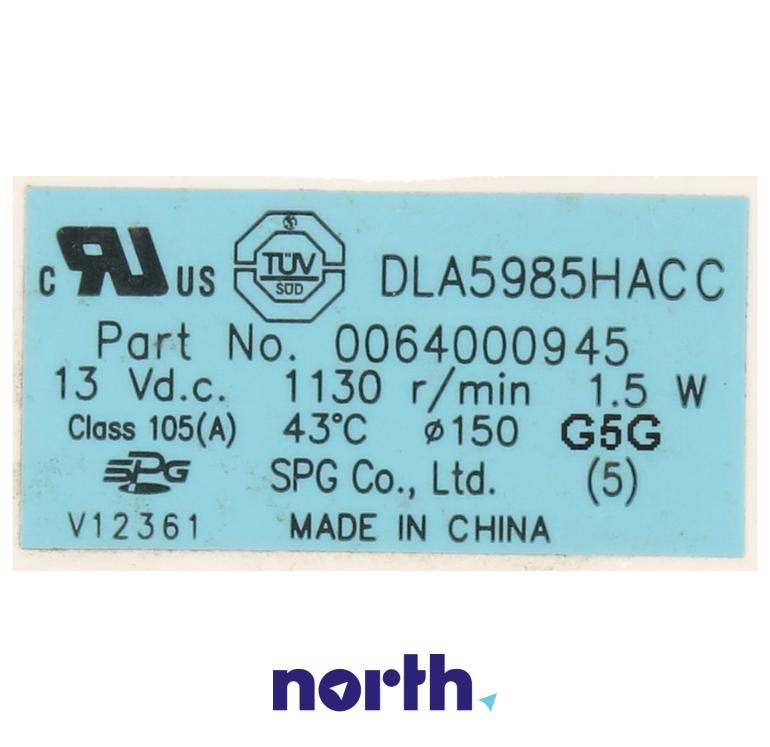 c RU US TÜV SÜD DLA5985HACC
Part No. 0064000945
13 Vd.c. 1130 r/min 1.5 W
Class 105(A) 43°C ø150 G5G
SPG SPG Co., Ltd. (5)
V12361 MADE IN CHINA
north